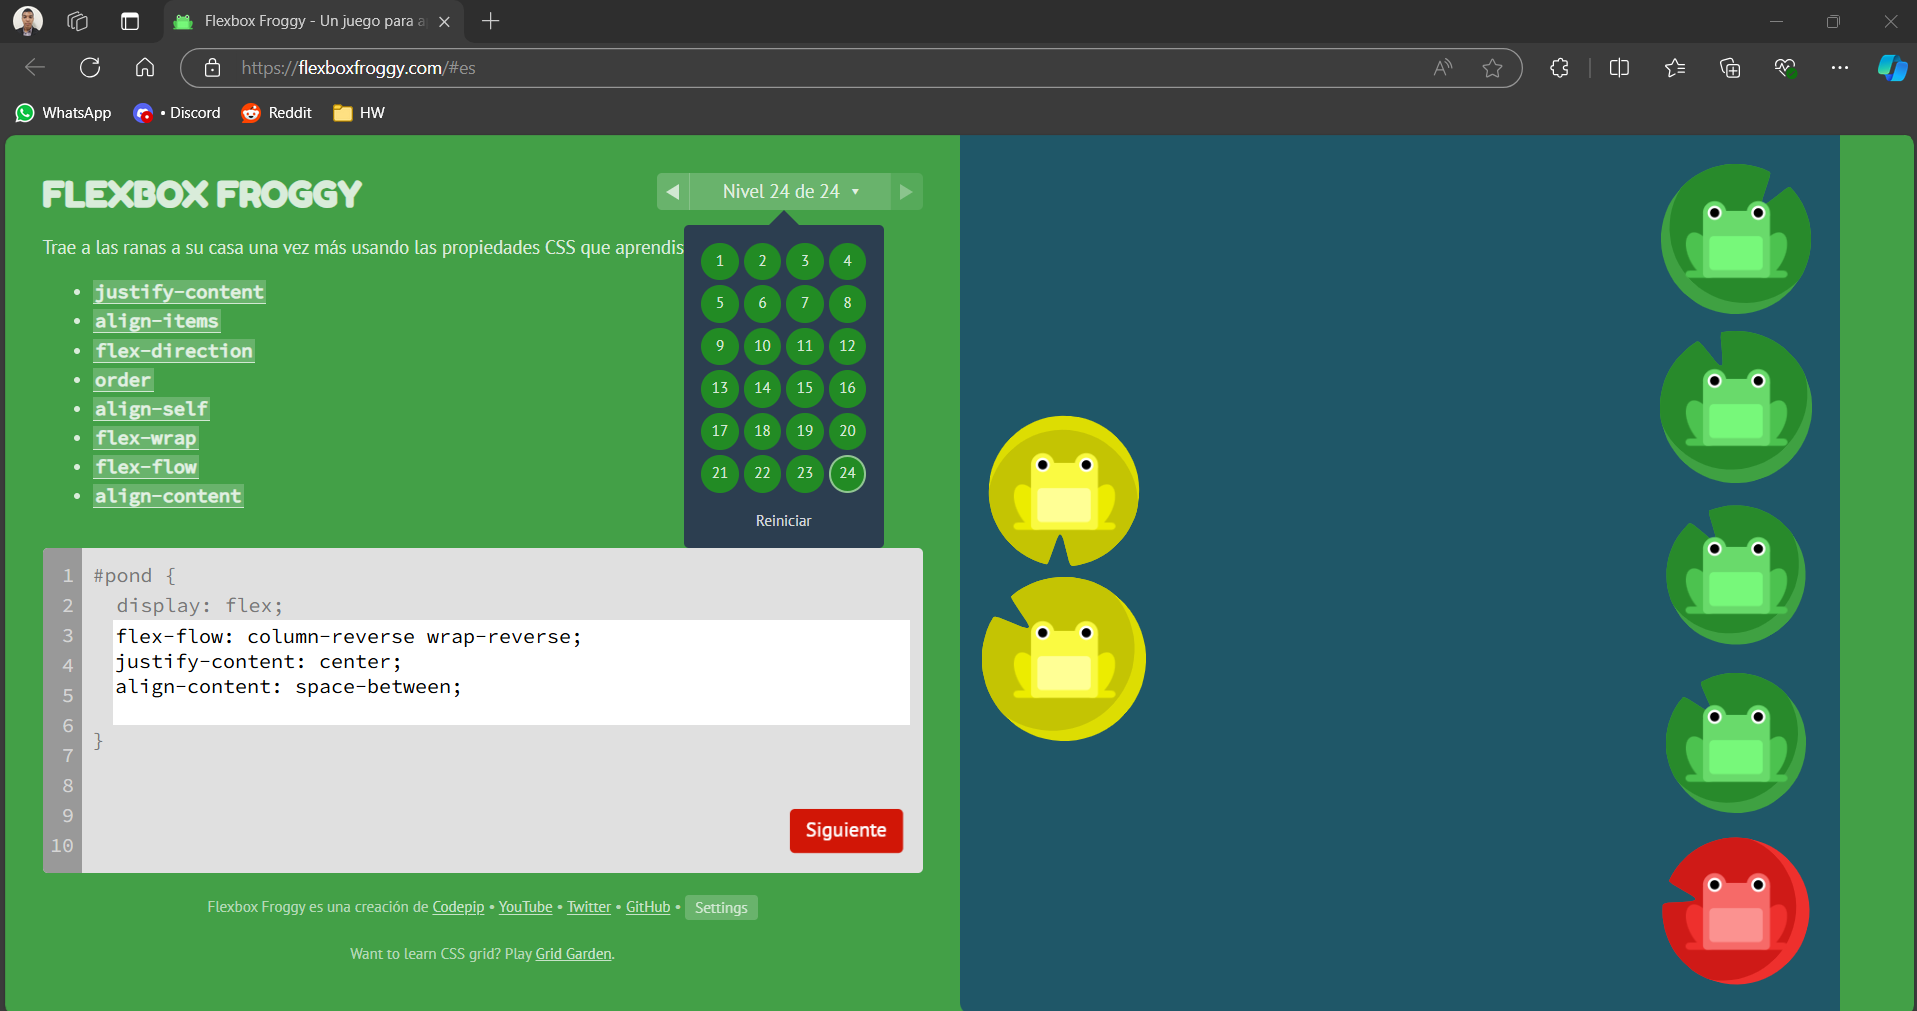 Flexbox Froggy - Un juego para a
https://flexboxfroggy.com/#es
WhatsApp
• Discord
Reddit
HW
FLEXBOX FROGGY
◀ Nivel 24 de 24 ▾ ▶
Trae a las ranas a su casa una vez más usando las propiedades CSS que aprendis
• justify-content
• align-items
• flex-direction
• order
• align-self
• flex-wrap
• flex-flow
• align-content
1 2 3 4
5 6 7 8
9 10 11 12
13 14 15 16
17 18 19 20
21 22 23 24
Reiniciar
1 #pond {
2 display: flex;
3 flex-flow: column-reverse wrap-reverse;
4 justify-content: center;
5 align-content: space-between;
6
7 }
8
9
10
Siguiente
Flexbox Froggy es una creación de Codepip • YouTube • Twitter • GitHub • Settings
Want to learn CSS grid? Play Grid Garden.